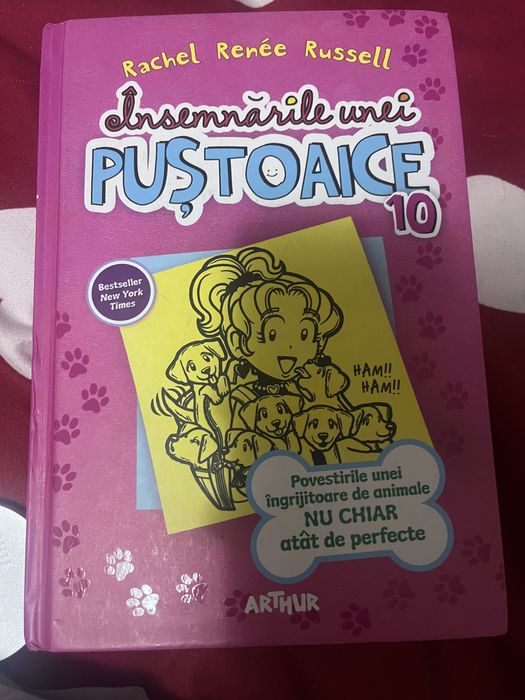 Rachel Renée Russell
Însemnările unei
PUȘTOAICE
10
Bestseller
New York
Times
HAM!!
HAM!!
Povestirile unei
îngrijitoare de animale
NU CHIAR
atât de perfecte
ARTHUR